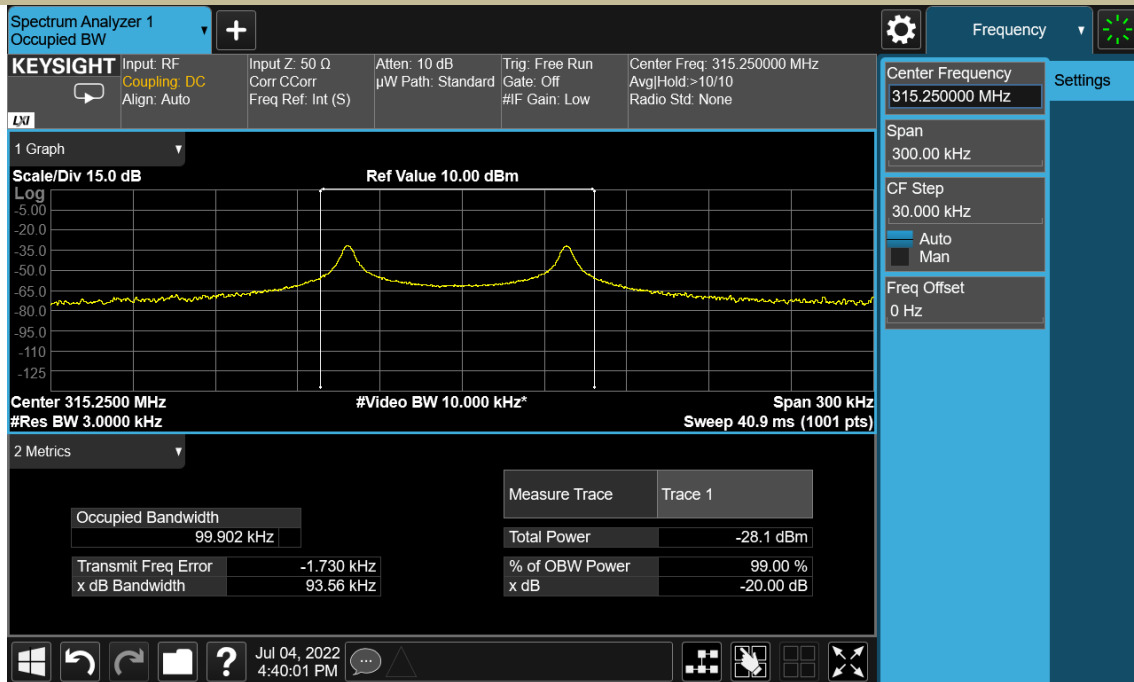 Spectrum Analyzer 1
Occupied BW
Frequency
KEYSIGHT
LXI
Input: RF
Coupling: DC
Align: Auto
Input Z: 50 Ω
Corr CCorr
Freq Ref: Int (S)
Atten: 10 dB
µW Path: Standard
Trig: Free Run
Gate: Off
#IF Gain: Low
Center Freq: 315.250000 MHz
Avg|Hold:>10/10
Radio Std: None
Center Frequency
315.250000 MHz
Settings
Span
300.00 kHz
CF Step
30.000 kHz
Auto
Man
Freq Offset
0 Hz
1 Graph
Scale/Div 15.0 dB
Ref Value 10.00 dBm
Log
-5.00
-20.0
-35.0
-50.0
-65.0
-80.0
-95.0
-110
-125
Center 315.2500 MHz
#Video BW 10.000 kHz*
Span 300 kHz
#Res BW 3.0000 kHz
Sweep 40.9 ms (1001 pts)
2 Metrics
Measure Trace
Trace 1
Occupied Bandwidth
99.902 kHz
Total Power
-28.1 dBm
Transmit Freq Error
-1.730 kHz
% of OBW Power
99.00 %
x dB Bandwidth
93.56 kHz
x dB
-20.00 dB
?
Jul 04, 2022
4:40:01 PM